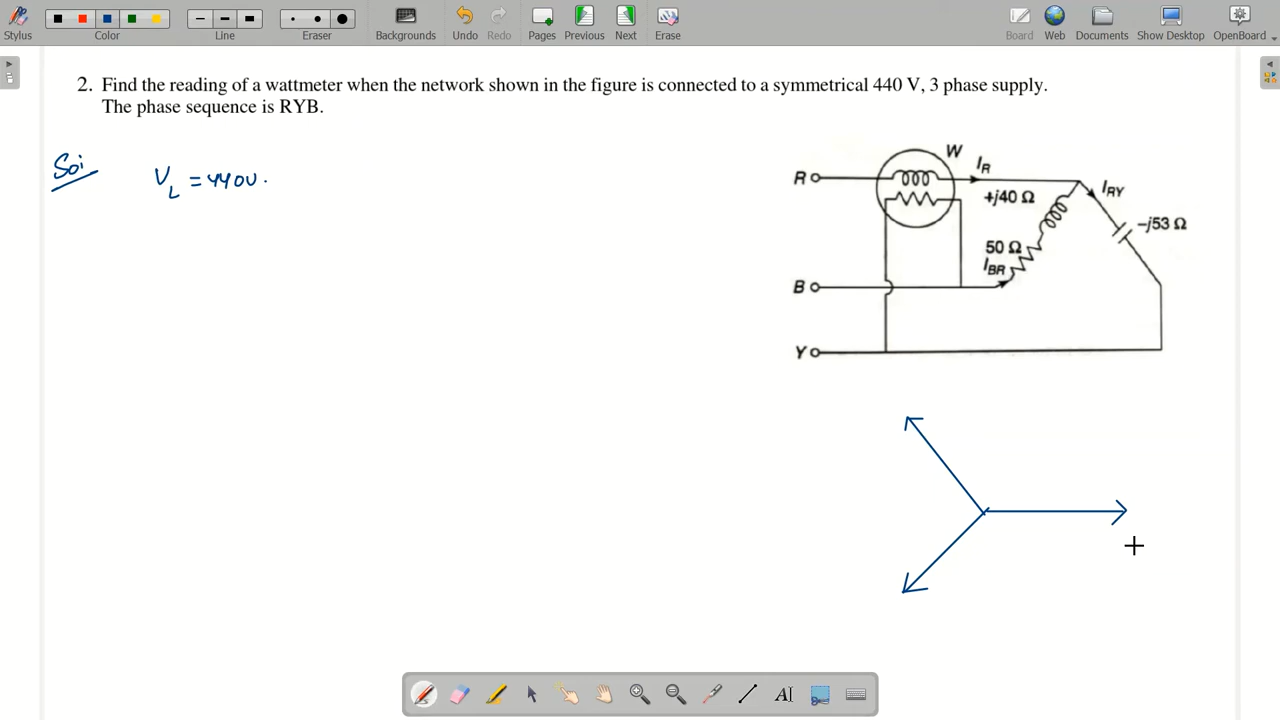 Stylus
Color
Line
Eraser
Backgrounds
Undo
Redo
Pages
Previous
Next
Erase
Board
Web
Documents
Show Desktop
OpenBoard
2. Find the reading of a wattmeter when the network shown in the figure is connected to a symmetrical 440 V, 3 phase supply.
The phase sequence is RYB.
V_L = 440V.
W
I_R
R
+j40 Ω
I_RY
-j53 Ω
50 Ω
I_BR
B
Y